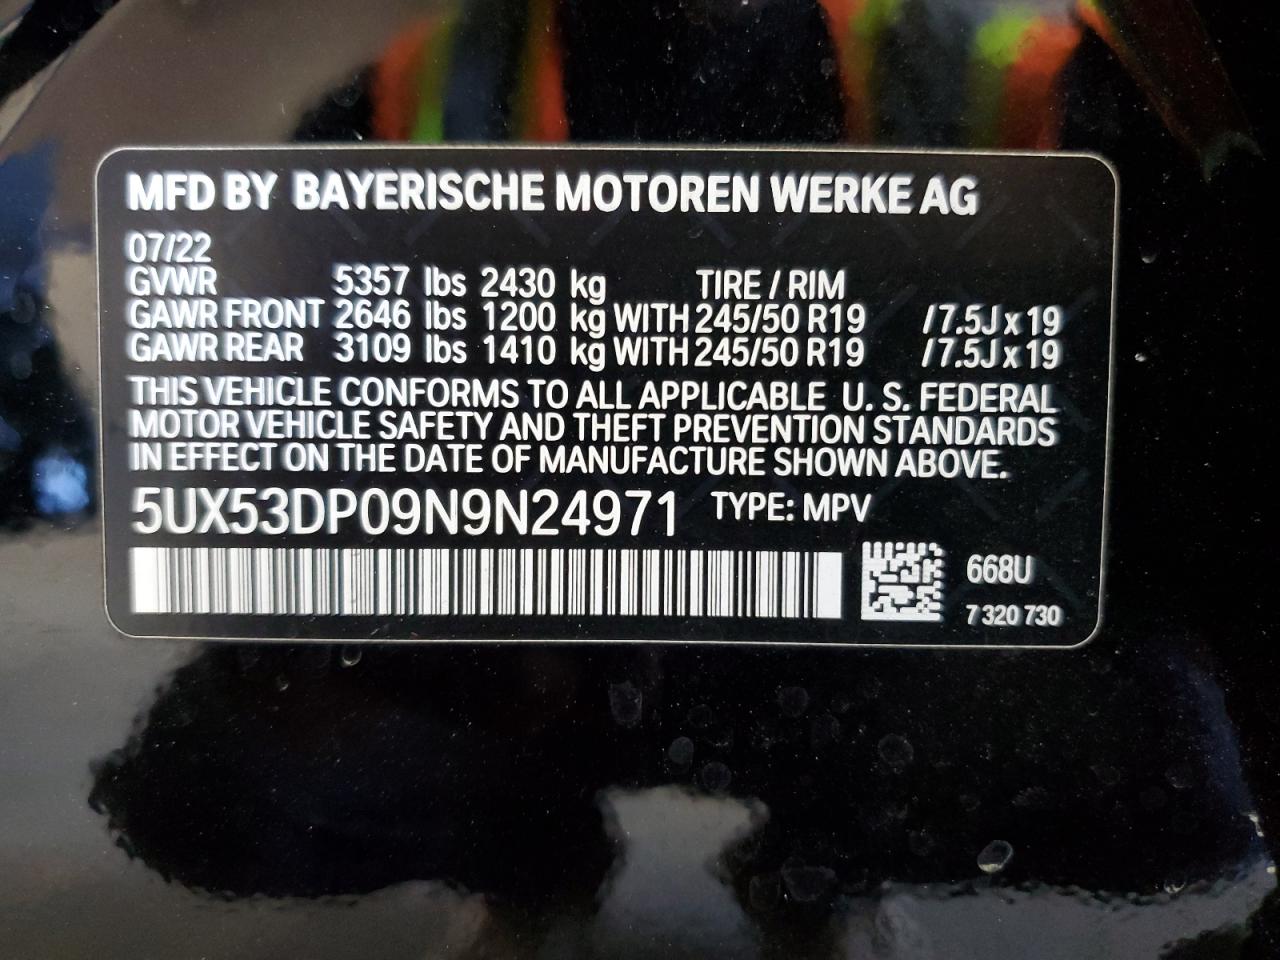 MFD BY BAYERISCHE MOTOREN WERKE AG
07/22
GVWR 5357 lbs 2430 kg TIRE / RIM
GAWR FRONT 2646 lbs 1200 kg WITH 245/50 R19 /7.5J x 19
GAWR REAR 3109 lbs 1410 kg WITH 245/50 R19 /7.5J x 19
THIS VEHICLE CONFORMS TO ALL APPLICABLE U. S. FEDERAL
MOTOR VEHICLE SAFETY AND THEFT PREVENTION STANDARDS
IN EFFECT ON THE DATE OF MANUFACTURE SHOWN ABOVE.
5UX53DP09N9N24971 TYPE: MPV
668U
7 320 730